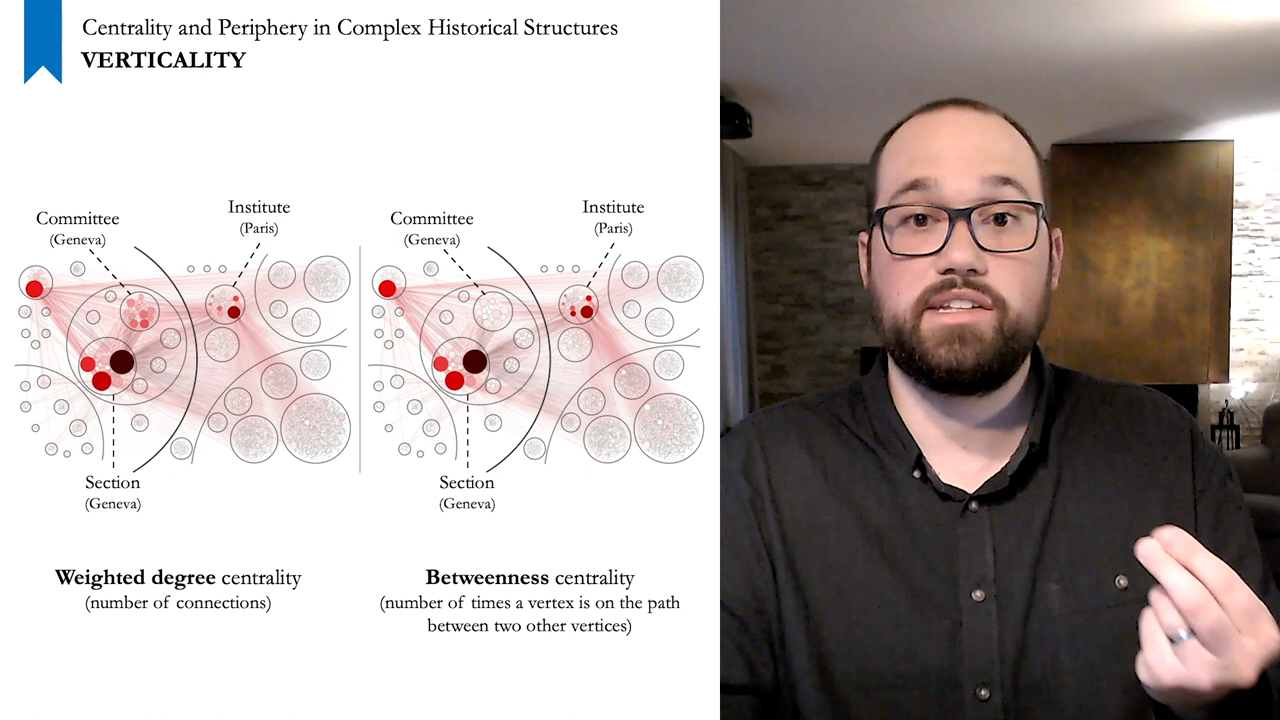 Centrality and Periphery in Complex Historical Structures
VERTICALITY
Committee
(Geneva)
Institute
(Paris)
Section
(Geneva)
Committee
(Geneva)
Institute
(Paris)
Section
(Geneva)
Weighted degree centrality
(number of connections)
Betweenness centrality
(number of times a vertex is on the path
between two other vertices)